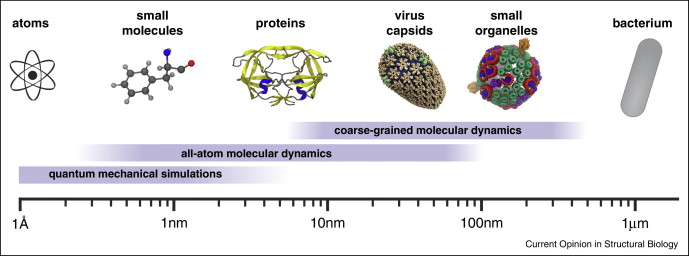 atoms
small
molecules
proteins
virus
capsids
small
organelles
bacterium
coarse-grained molecular dynamics
all-atom molecular dynamics
quantum mechanical simulations
1Å
1nm
10nm
100nm
1μm
Current Opinion in Structural Biology